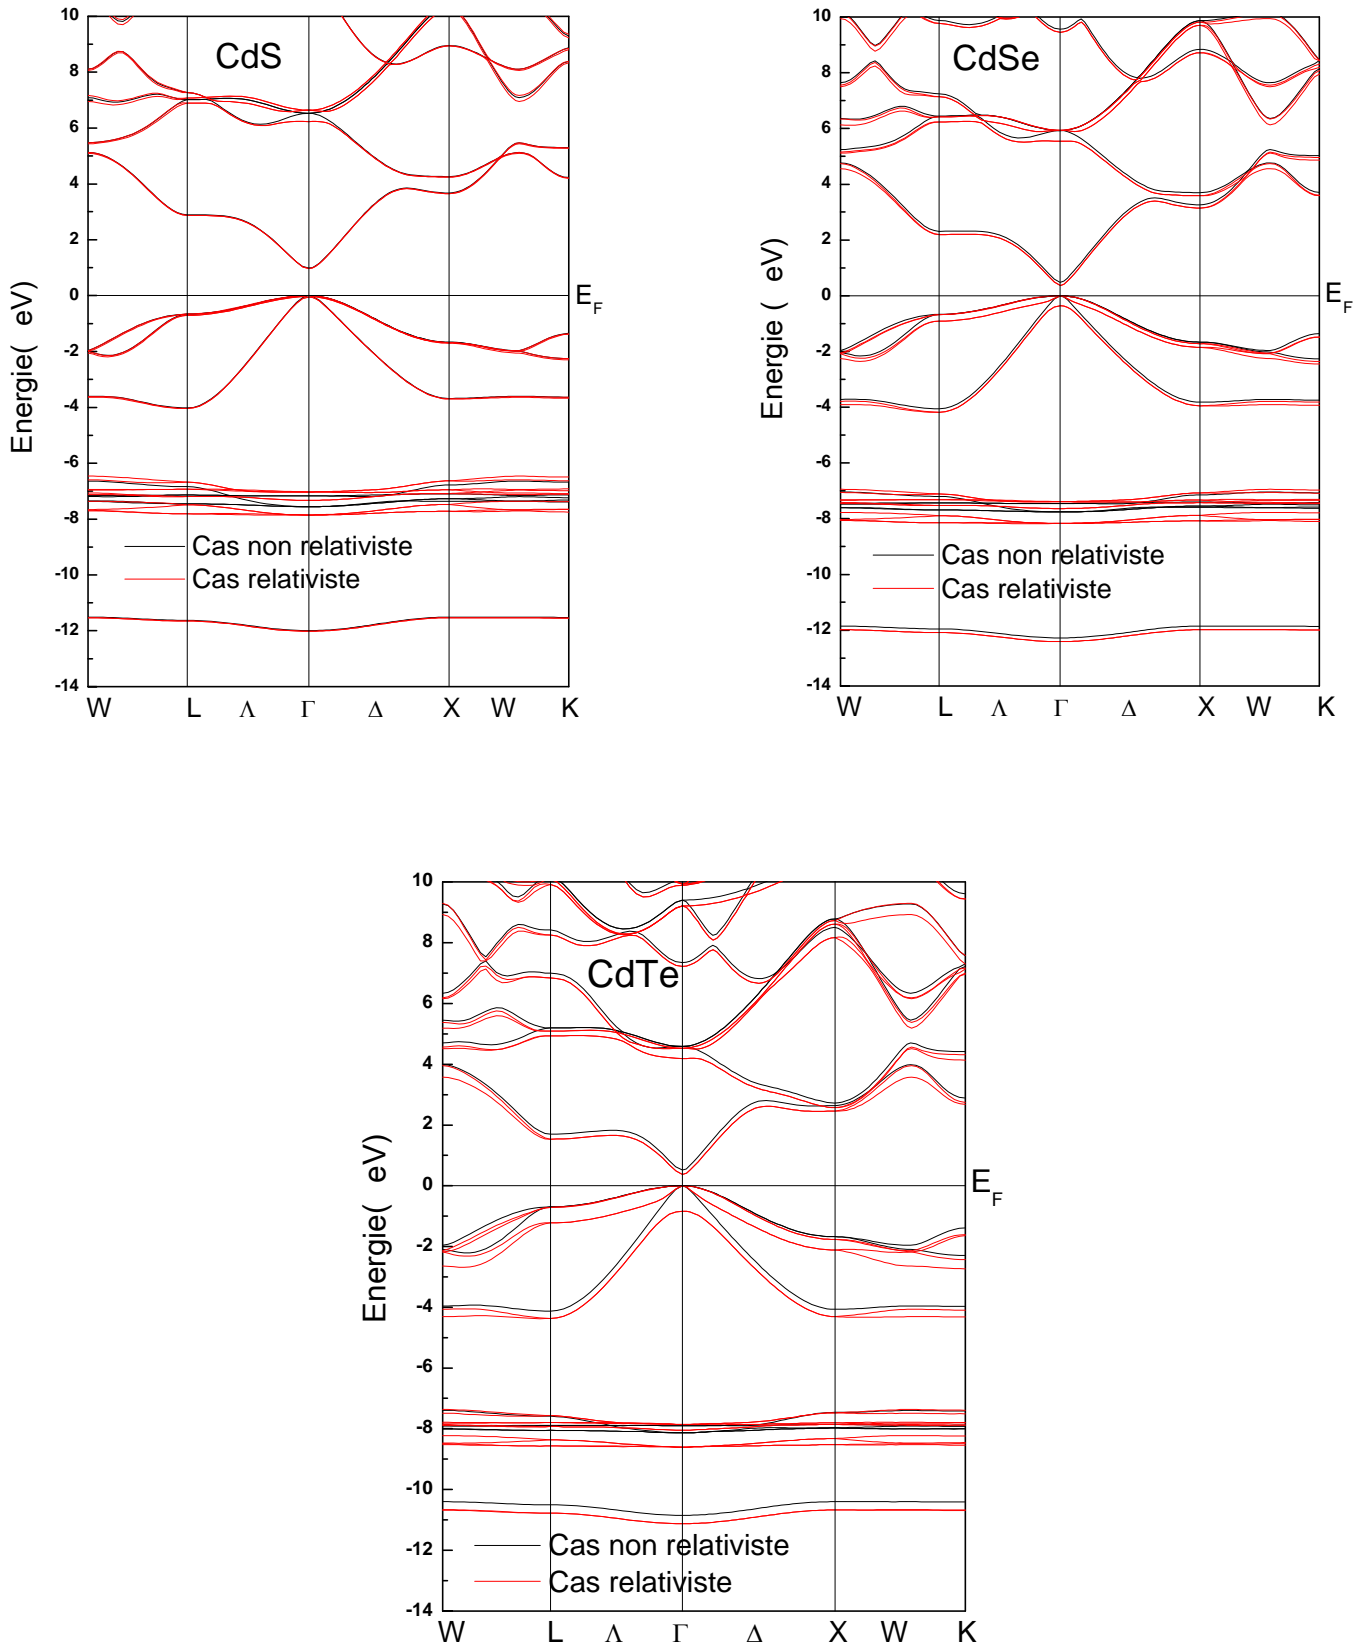 CdS
10
8
6
4
2
0
-2
-4
-6
-8
-10
-12
-14
Energie( eV)
E_F
Cas non relativiste
Cas relativiste
W L Λ Γ Δ X W K
CdSe
10
8
6
4
2
0
-2
-4
-6
-8
-10
-12
-14
Energie ( eV)
E_F
Cas non relativiste
Cas relativiste
W L Λ Γ Δ X W K
CdTe
10
8
6
4
2
0
-2
-4
-6
-8
-10
-12
-14
Energie( eV)
E_F
Cas non relativiste
Cas relativiste
W L Λ Γ Δ X W K